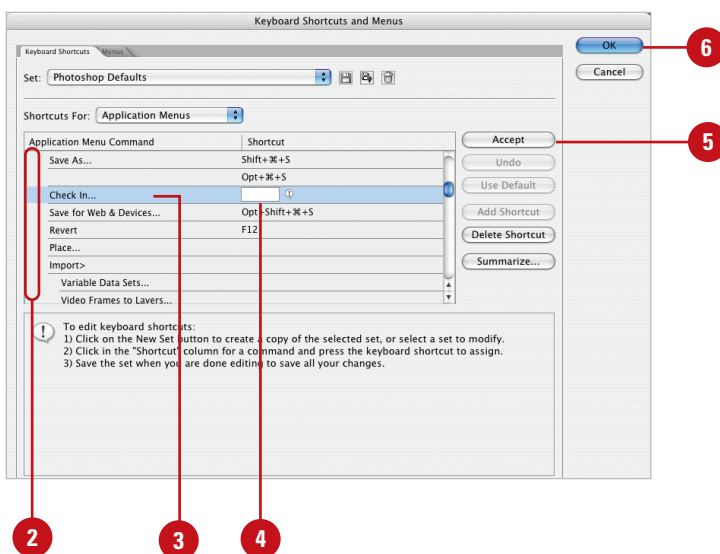 Keyboard Shortcuts and Menus
Keyboard Shortcuts Menus
OK
6
Set: Photoshop Defaults
Cancel
Shortcuts For: Application Menus
Application Menu Command Shortcut
Accept
5
Save As... Shift+⌘+S
Undo
Opt+⌘+S
Use Default
Check In...
Save for Web & Devices... Opt+Shift+⌘+S
Add Shortcut
Revert F12
Delete Shortcut
Place...
Import>
Summarize...
Variable Data Sets...
Video Frames to Layers...
To edit keyboard shortcuts:
1) Click on the New Set button to create a copy of the selected set, or select a set to modify.
2) Click in the "Shortcut" column for a command and press the keyboard shortcut to assign.
3) Save the set when you are done editing to save all your changes.
2 3 4